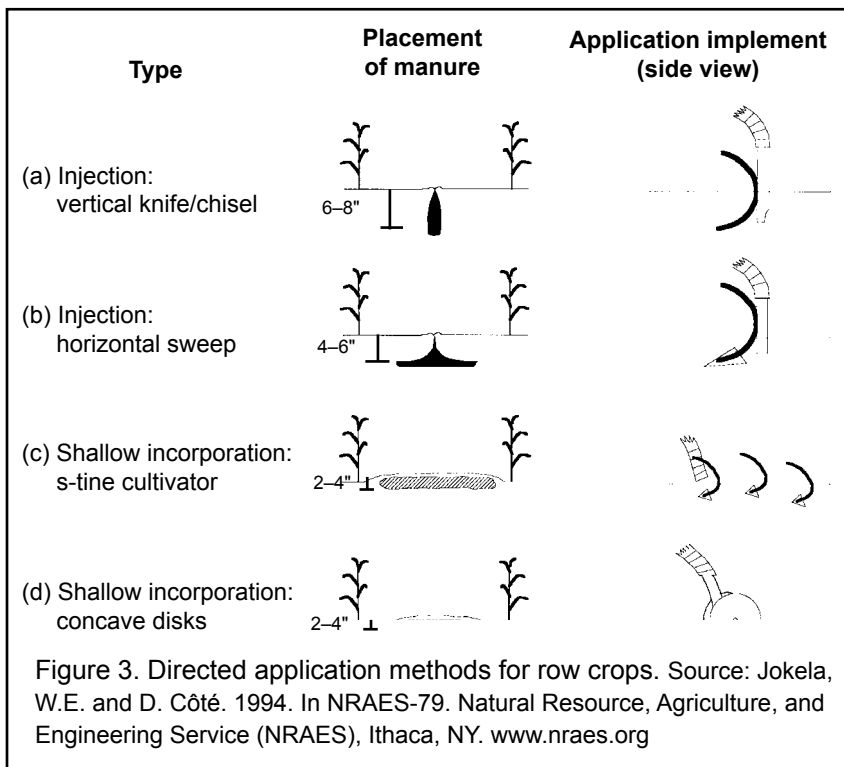 Type
Placement
of manure
Application implement
(side view)
(a) Injection:
vertical knife/chisel
6–8"
(b) Injection:
horizontal sweep
4–6"
(c) Shallow incorporation:
s-tine cultivator
2–4"
(d) Shallow incorporation:
concave disks
2–4"
Figure 3. Directed application methods for row crops. Source: Jokela,
W.E. and D. Côté. 1994. In NRAES-79. Natural Resource, Agriculture, and
Engineering Service (NRAES), Ithaca, NY. www.nraes.org